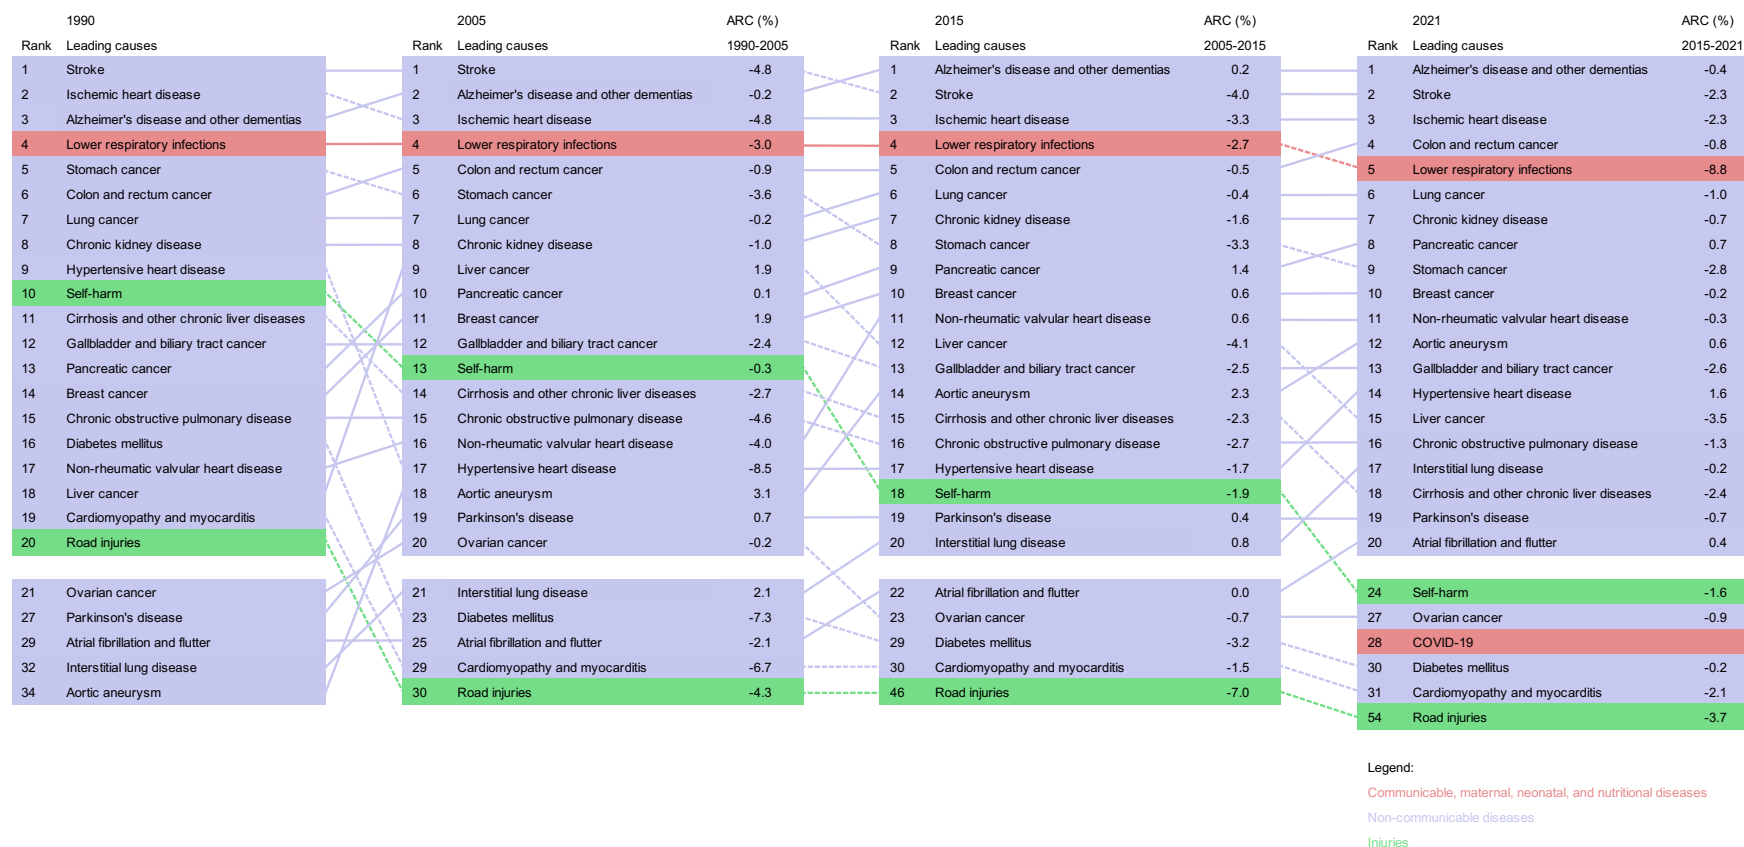 1990
Rank Leading causes
1 Stroke
2 Ischemic heart disease
3 Alzheimer's disease and other dementias
4 Lower respiratory infections
5 Stomach cancer
6 Colon and rectum cancer
7 Lung cancer
8 Chronic kidney disease
9 Hypertensive heart disease
10 Self-harm
11 Cirrhosis and other chronic liver diseases
12 Gallbladder and biliary tract cancer
13 Pancreatic cancer
14 Breast cancer
15 Chronic obstructive pulmonary disease
16 Diabetes mellitus
17 Non-rheumatic valvular heart disease
18 Liver cancer
19 Cardiomyopathy and myocarditis
20 Road injuries
21 Ovarian cancer
27 Parkinson's disease
29 Atrial fibrillation and flutter
32 Interstitial lung disease
34 Aortic aneurysm
2005 ARC (%)
Rank Leading causes 1990-2005
1 Stroke -4.8
2 Alzheimer's disease and other dementias -0.2
3 Ischemic heart disease -4.8
4 Lower respiratory infections -3.0
5 Colon and rectum cancer -0.9
6 Stomach cancer -3.6
7 Lung cancer -0.2
8 Chronic kidney disease -1.0
9 Liver cancer 1.9
10 Pancreatic cancer 0.1
11 Breast cancer 1.9
12 Gallbladder and biliary tract cancer -2.4
13 Self-harm -0.3
14 Cirrhosis and other chronic liver diseases -2.7
15 Chronic obstructive pulmonary disease -4.6
16 Non-rheumatic valvular heart disease -4.0
17 Hypertensive heart disease -8.5
18 Aortic aneurysm 3.1
19 Parkinson's disease 0.7
20 Ovarian cancer -0.2
21 Interstitial lung disease 2.1
23 Diabetes mellitus -7.3
25 Atrial fibrillation and flutter -2.1
29 Cardiomyopathy and myocarditis -6.7
30 Road injuries -4.3
2015 ARC (%)
Rank Leading causes 2005-2015
1 Alzheimer's disease and other dementias 0.2
2 Stroke -4.0
3 Ischemic heart disease -3.3
4 Lower respiratory infections -2.7
5 Colon and rectum cancer -0.5
6 Lung cancer -0.4
7 Chronic kidney disease -1.6
8 Stomach cancer -3.3
9 Pancreatic cancer 1.4
10 Breast cancer 0.6
11 Non-rheumatic valvular heart disease 0.6
12 Liver cancer -4.1
13 Gallbladder and biliary tract cancer -2.5
14 Aortic aneurysm 2.3
15 Cirrhosis and other chronic liver diseases -2.3
16 Chronic obstructive pulmonary disease -2.7
17 Hypertensive heart disease -1.7
18 Self-harm -1.9
19 Parkinson's disease 0.4
20 Interstitial lung disease 0.8
22 Atrial fibrillation and flutter 0.0
23 Ovarian cancer -0.7
29 Diabetes mellitus -3.2
30 Cardiomyopathy and myocarditis -1.5
46 Road injuries -7.0
2021 ARC (%)
Rank Leading causes 2015-2021
1 Alzheimer's disease and other dementias -0.4
2 Stroke -2.3
3 Ischemic heart disease -2.3
4 Colon and rectum cancer -0.8
5 Lower respiratory infections -8.8
6 Lung cancer -1.0
7 Chronic kidney disease -0.7
8 Pancreatic cancer 0.7
9 Stomach cancer -2.8
10 Breast cancer -0.2
11 Non-rheumatic valvular heart disease -0.3
12 Aortic aneurysm 0.6
13 Gallbladder and biliary tract cancer -2.6
14 Hypertensive heart disease 1.6
15 Liver cancer -3.5
16 Chronic obstructive pulmonary disease -1.3
17 Interstitial lung disease -0.2
18 Cirrhosis and other chronic liver diseases -2.4
19 Parkinson's disease -0.7
20 Atrial fibrillation and flutter 0.4
24 Self-harm -1.6
27 Ovarian cancer -0.9
28 COVID-19
30 Diabetes mellitus -0.2
31 Cardiomyopathy and myocarditis -2.1
54 Road injuries -3.7
Legend:
Communicable, maternal, neonatal, and nutritional diseases
Non-communicable diseases
Injuries